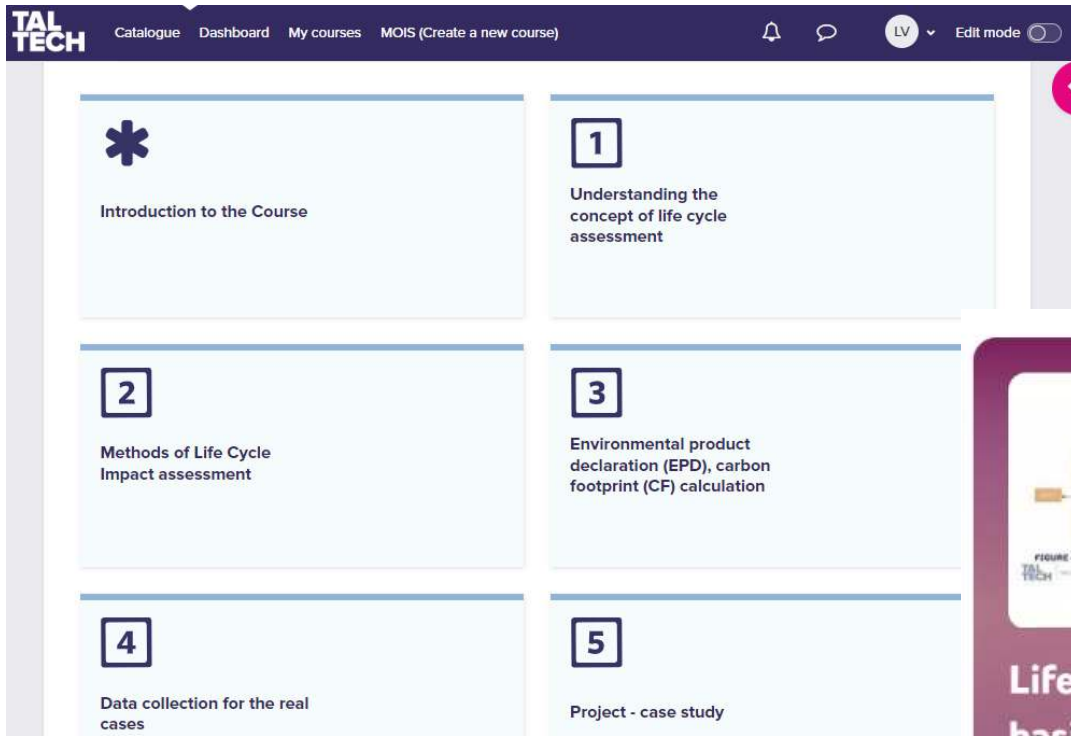 TAL
TECH
Catalogue Dashboard My courses MOIS (Create a new course)
LV
Edit mode
Introduction to the Course
1
Understanding the
concept of life cycle
assessment
2
Methods of Life Cycle
Impact assessment
3
Environmental product
declaration (EPD), carbon
footprint (CF) calculation
4
Data collection for the real
cases
5
Project - case study
FIGURE
TAL
TECH
Life
basi